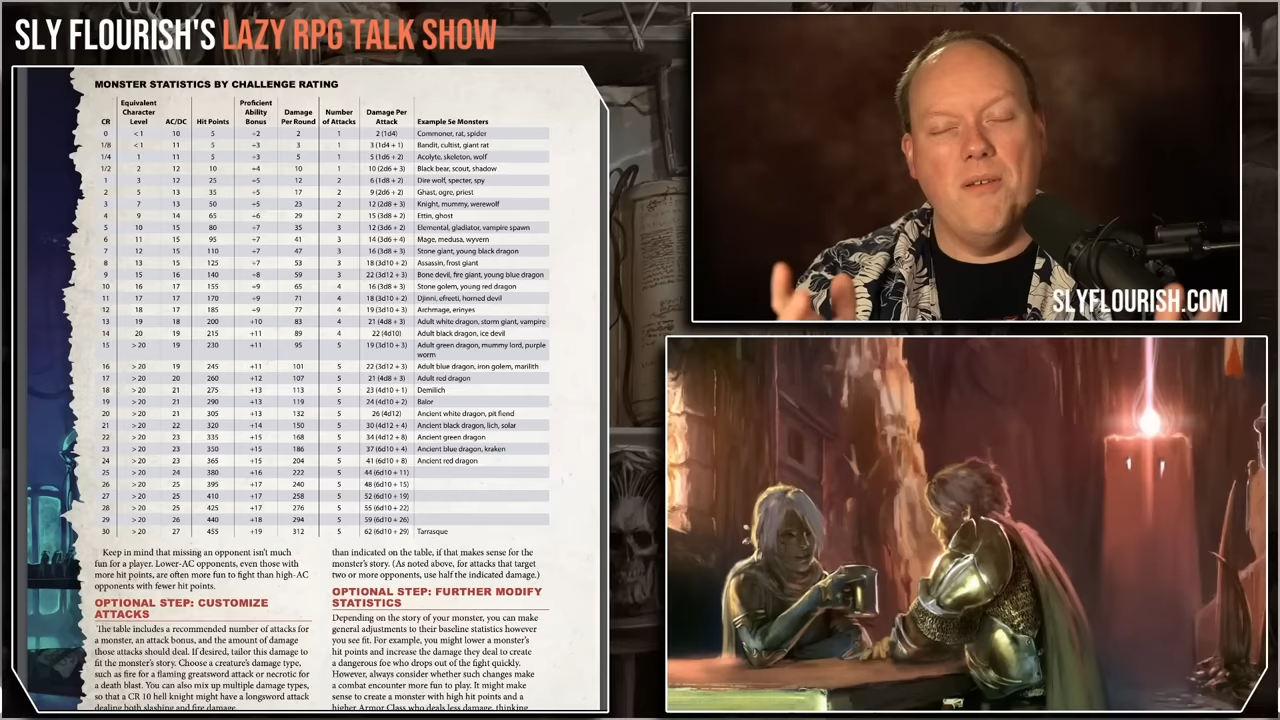 SLY FLOURISH'S LAZY RPG TALK SHOW
MONSTER STATISTICS BY CHALLENGE RATING
CR Equivalent Character Level AC/DC Hit Points Proficient Ability Bonus Damage Per Round Number of Attacks Damage Per Attack Example 5e Monsters
0 < 1 10 5 +2 2 1 2 (1d4) Commoner, rat, spider
1/8 < 1 11 5 +3 3 1 3 (1d4 + 1) Bandit, cultist, giant rat
1/4 1 11 5 +3 5 1 5 (1d6 + 2) Acolyte, skeleton, wolf
1/2 2 12 10 +4 10 1 10 (2d6 + 3) Black bear, scout, shadow
1 3 12 25 +5 12 2 6 (1d8 + 2) Dire wolf, specter, spy
2 5 13 35 +5 17 2 9 (2d6 + 2) Ghast, ogre, priest
3 7 13 50 +5 23 2 12 (2d8 + 3) Knight, mummy, werewolf
4 9 14 65 +6 29 2 15 (3d8 + 2) Ettin, ghost
5 10 15 80 +7 35 3 12 (3d6 + 2) Elemental, gladiator, vampire spawn
6 11 15 95 +7 41 3 14 (3d6 + 4) Mage, medusa, wyvern
7 12 15 110 +7 47 3 16 (3d8 + 3) Stone giant, young black dragon
8 13 15 125 +7 53 3 18 (3d10 + 2) Assassin, frost giant
9 15 16 140 +8 59 3 22 (3d12 + 3) Bone devil, fire giant, young blue dragon
10 16 17 155 +9 65 4 16 (3d8 + 3) Stone golem, young red dragon
11 17 17 170 +9 71 4 18 (3d10 + 2) Djinni, efreeti, horned devil
12 18 17 185 +9 77 4 19 (3d10 + 3) Archmage, erinyes
13 19 18 200 +10 83 4 21 (4d8 + 3) Adult white dragon, storm giant, vampire
14 20 19 215 +11 89 4 22 (4d10) Adult black dragon, ice devil
15 > 20 19 230 +11 95 5 19 (3d10 + 3) Adult green dragon, mummy lord, purple
worm
16 > 20 19 245 +11 101 5 22 (3d12 + 3) Adult blue dragon, iron golem, marilith
17 > 20 20 260 +12 107 5 21 (4d8 + 3) Adult red dragon
18 > 20 21 275 +13 113 5 23 (4d10 + 1) Demilich
19 > 20 21 290 +13 119 5 24 (4d10 + 2) Balor
20 > 20 21 305 +13 132 5 26 (4d12) Ancient white dragon, pit fiend
21 > 20 22 320 +14 150 5 30 (4d12 + 4) Ancient black dragon, lich, solar
22 > 20 23 335 +15 168 5 34 (4d12 + 8) Ancient green dragon
23 > 20 23 350 +15 186 5 37 (6d10 + 4) Ancient blue dragon, kraken
24 > 20 23 365 +15 204 5 41 (6d10 + 8) Ancient red dragon
25 > 20 24 380 +16 222 5 44 (6d10 + 11)
26 > 20 25 395 +17 240 5 48 (6d10 + 15)
27 > 20 25 410 +17 258 5 52 (6d10 + 19)
28 > 20 25 425 +17 276 5 55 (6d10 + 22)
29 > 20 26 440 +18 294 5 59 (6d10 + 26)
30 > 20 27 455 +19 312 5 62 (6d10 + 29) Tarrasque
Keep in mind that missing an opponent isn't much
fun for a player. Lower-AC opponents, even those with
more hit points, are often more fun to fight than high-AC
opponents with fewer hit points.
OPTIONAL STEP: CUSTOMIZE
ATTACKS
The table includes a recommended number of attacks for
a monster, an attack bonus, and the amount of damage
those attacks should deal. If desired, tailor this damage to
fit the monster's story. Choose a creature's damage type,
such as fire for a flaming greatsword attack or necrotic for
a death blast. You can also mix up multiple damage types,
so that a CR 10 hell knight might have a longsword attack
dealing both slashing and fire damage.
than indicated on the table, if that makes sense for the
monster's story. (As noted above, for attacks that target
two or more opponents, use half the indicated damage.)
OPTIONAL STEP: FURTHER MODIFY
STATISTICS
Depending on the story of your monster, you can make
general adjustments to their baseline statistics however
you see fit. For example, you might lower a monster's
hit points and increase the damage they deal to create
a dangerous foe who drops out of the fight quickly.
However, always consider whether such changes make
a combat encounter more fun to play. It might make
sense to create a monster with high hit points and a
higher Armor Class who deals less damage, thinking
SLYFLOURISH.COM